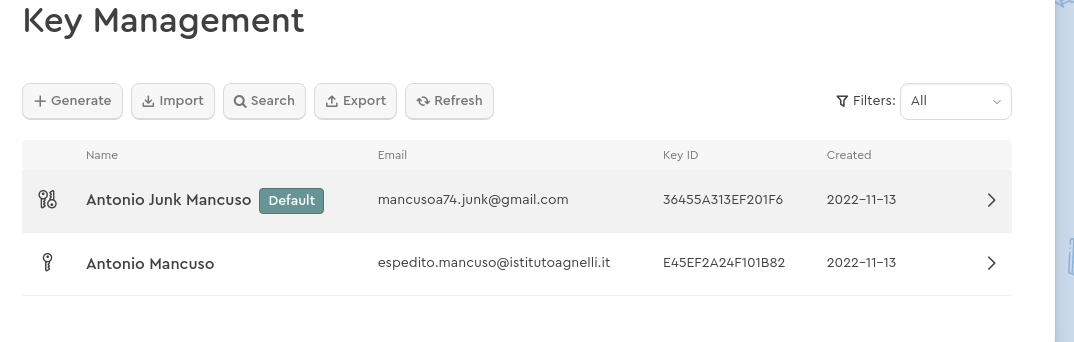 Key Management
Generate Import Search Export Refresh Filters: All
Name Email Key ID Created
Antonio Junk Mancuso Default mancusoa74.junk@gmail.com 36455A313EF201F6 2022-11-13
Antonio Mancuso espedito.mancuso@istitutoagnelli.it E45EF2A24F101B82 2022-11-13